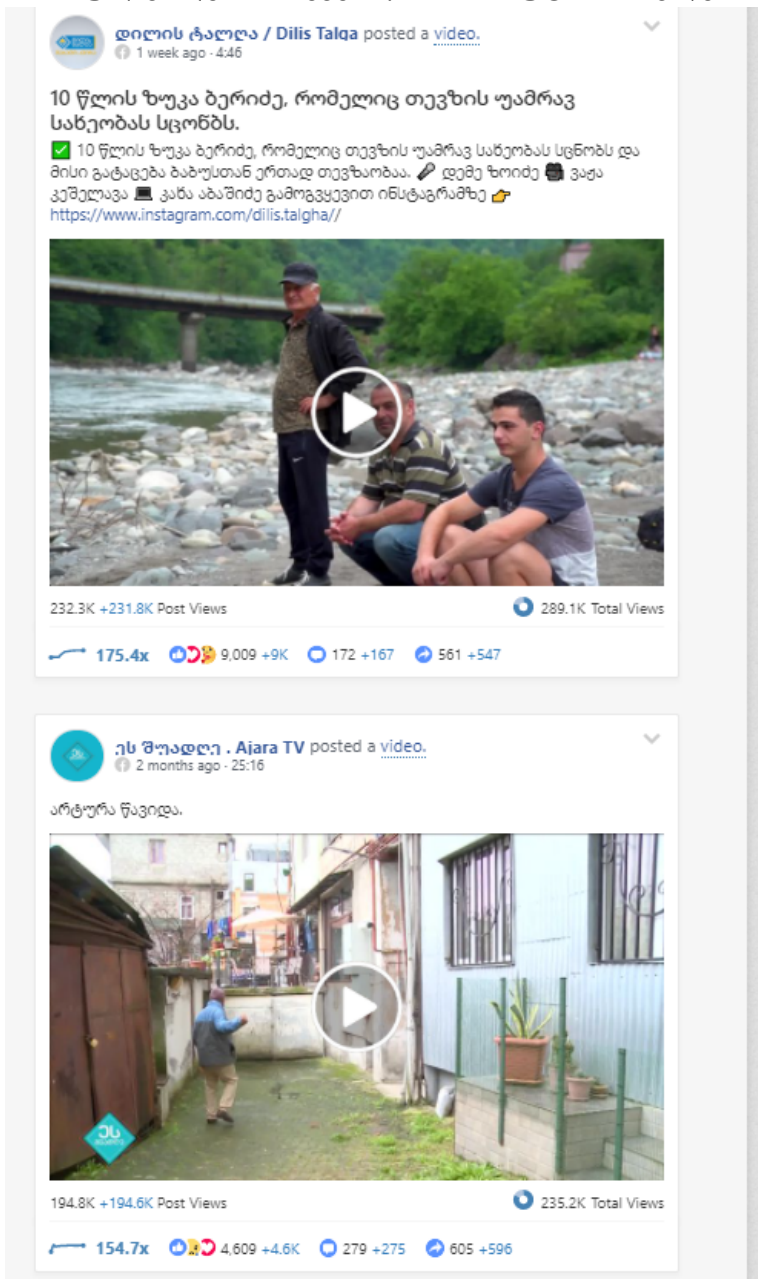 დილის ტალღა / Dilis Talga posted a video.
1 week ago · 4:46
10 წლის ზუკა ბერიძე, რომელიც თევზის უამრავ
სახეობას სცონბს.
✅ 10 წლის ზუკა ბერიძე, რომელიც თევზის უამრავ სახეობას სცნობს და
მისი გატაცება ბაბუსთან ერთად თევზაობაა. 🎤 დემე ზოიძე 📷 ვაჟა
კეშელავა 💻 კახა აბაშიძე გამოგვყევით ინსტაგრამზე 👉
https://www.instagram.com/dilis.talgha//
232.3K +231.8K Post Views 289.1K Total Views
175.4x 9,009 +9K 172 +167 561 +547
ეს შუადღე . Ajara TV posted a video.
2 months ago · 25:16
არტურა წავიდა.
ეს
194.8K +194.6K Post Views 235.2K Total Views
154.7x 4,609 +4.6K 279 +275 605 +596